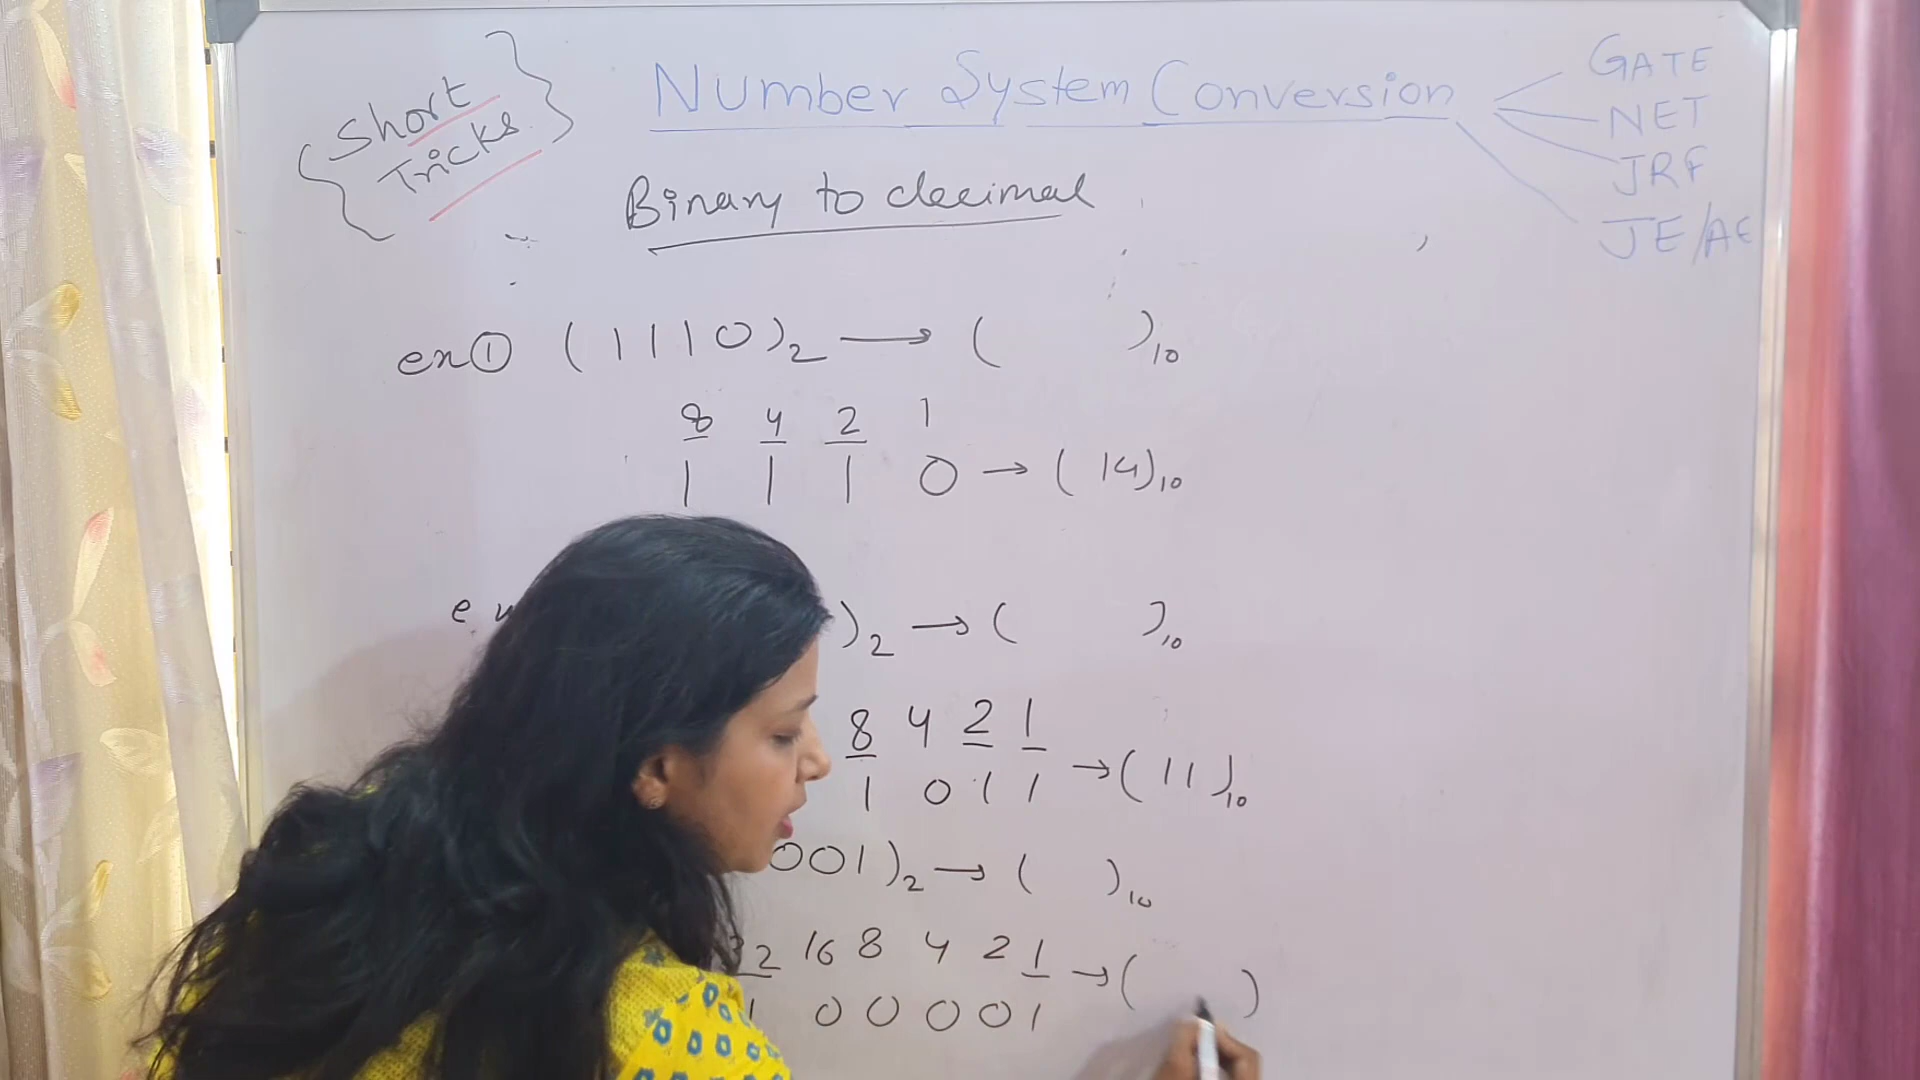 { Short Tricks. }
Number System Conversion
GATE
NET
JRF
JE/AE
Binary to decimal
ex ① (1110)₂ → (   )₁₀
8 4 2 1
1 1 1 0 → (14)₁₀
)₂ → (   )₁₀
8 4 2 1
1 0 1 1 → (11)₁₀
001)₂ → (   )₁₀
32 16 8 4 2 1 → (   )
1 0 0 0 0 1